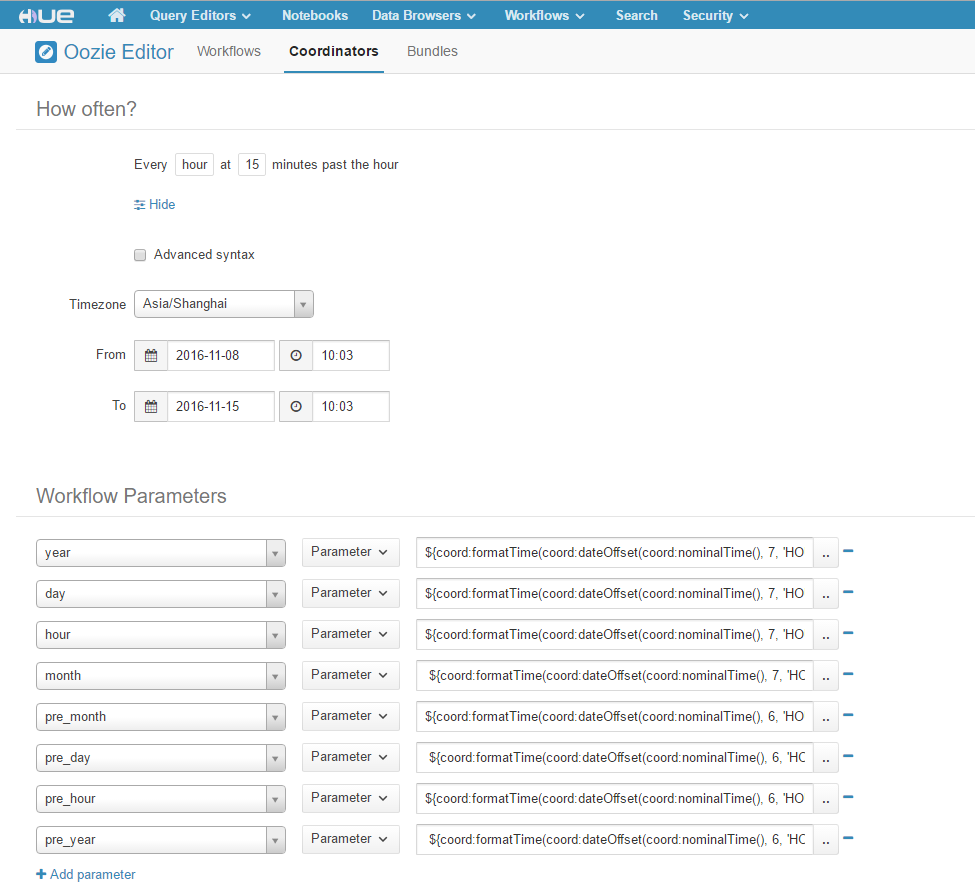 HUE Query Editors Notebooks Data Browsers Workflows Search Security
Oozie Editor Workflows Coordinators Bundles
How often?
Every hour at 15 minutes past the hour
Hide
Advanced syntax
Timezone Asia/Shanghai
From 2016-11-08 10:03
To 2016-11-15 10:03
Workflow Parameters
year Parameter ${coord:formatTime(coord:dateOffset(coord:nominalTime(), 7, 'HO ..
day Parameter ${coord:formatTime(coord:dateOffset(coord:nominalTime(), 7, 'HO ..
hour Parameter ${coord:formatTime(coord:dateOffset(coord:nominalTime(), 7, 'HO ..
month Parameter ${coord:formatTime(coord:dateOffset(coord:nominalTime(), 7, 'HC ..
pre_month Parameter ${coord:formatTime(coord:dateOffset(coord:nominalTime(), 6, 'HO ..
pre_day Parameter ${coord:formatTime(coord:dateOffset(coord:nominalTime(), 6, 'HC ..
pre_hour Parameter ${coord:formatTime(coord:dateOffset(coord:nominalTime(), 6, 'HO ..
pre_year Parameter ${coord:formatTime(coord:dateOffset(coord:nominalTime(), 6, 'HC ..
Add parameter